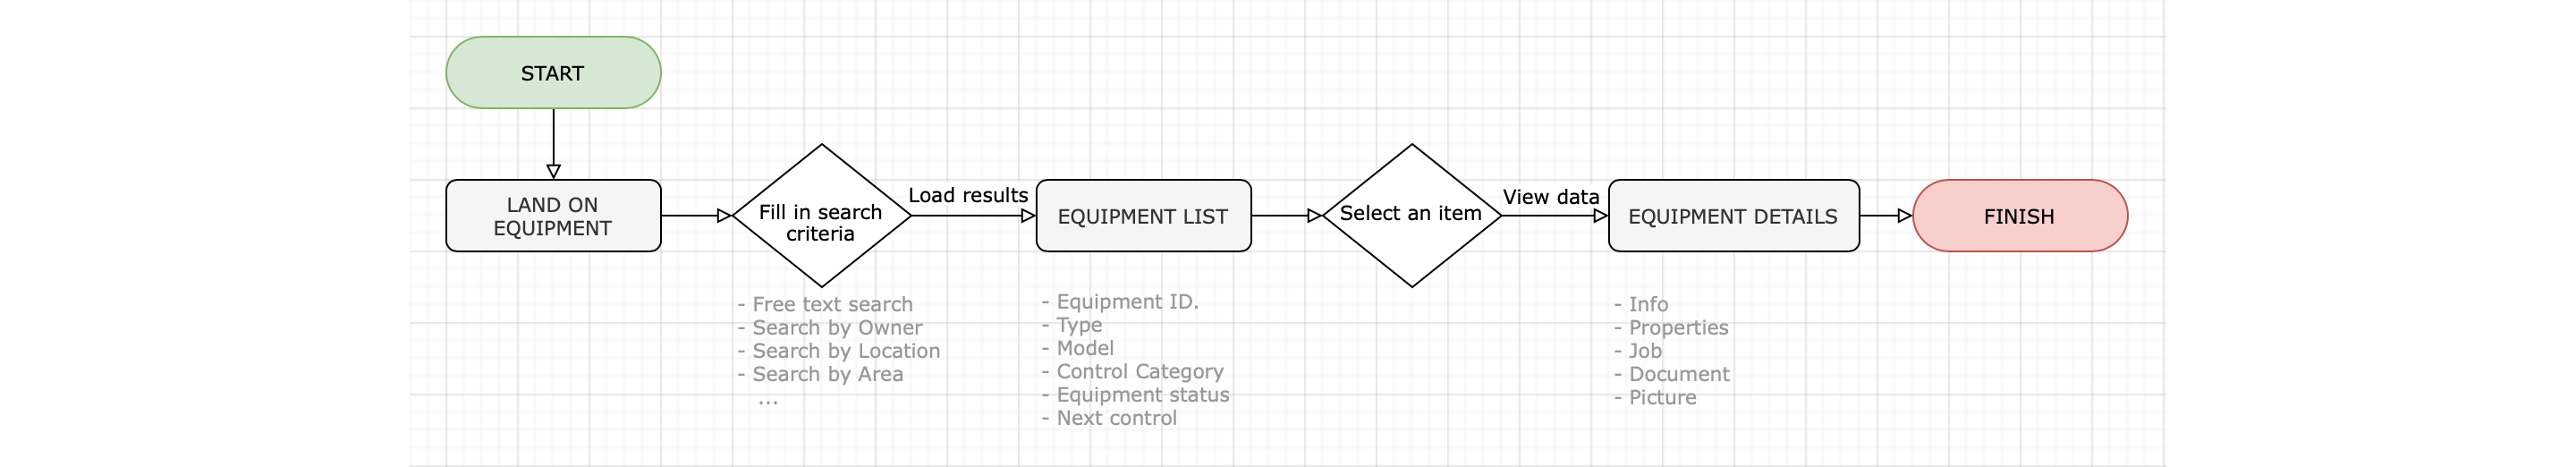 START
LAND ON
EQUIPMENT
Fill in search
criteria
Load results
EQUIPMENT LIST
Select an item
View data
EQUIPMENT DETAILS
FINISH
- Free text search
- Search by Owner
- Search by Location
- Search by Area
...
- Equipment ID.
- Type
- Model
- Control Category
- Equipment status
- Next control
- Info
- Properties
- Job
- Document
- Picture